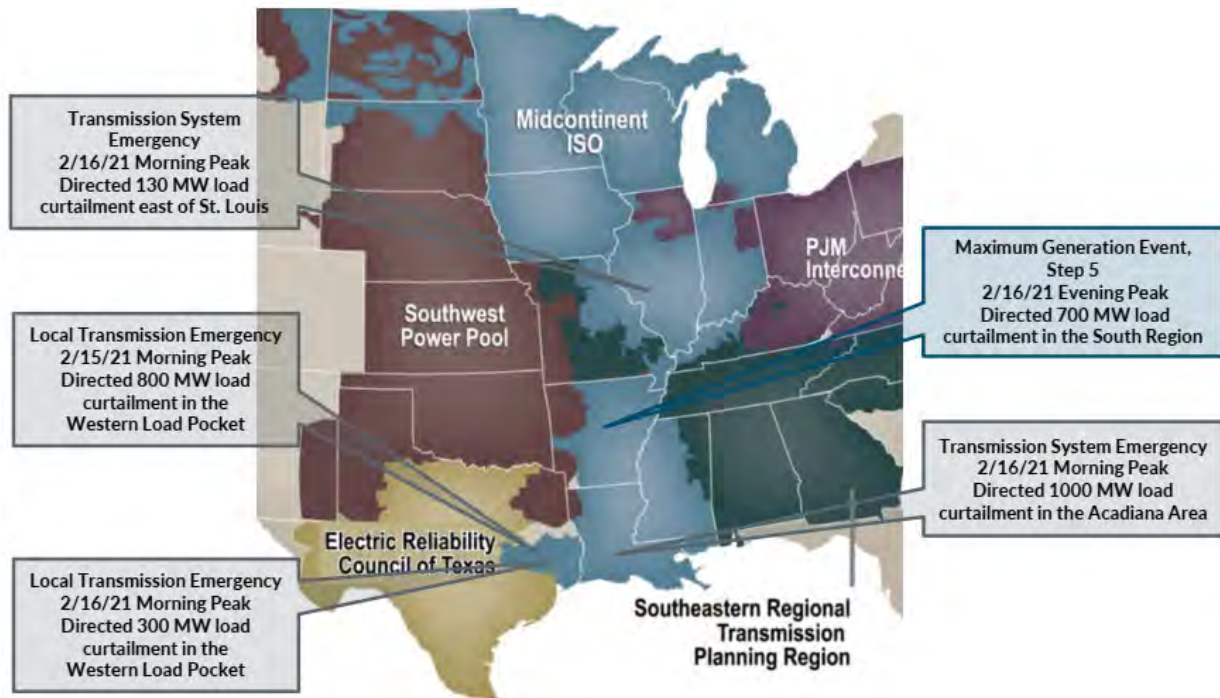 Transmission System
Emergency
2/16/21 Morning Peak
Directed 130 MW load
curtailment east of St. Louis
Local Transmission Emergency
2/15/21 Morning Peak
Directed 800 MW load
curtailment in the
Western Load Pocket
Local Transmission Emergency
2/16/21 Morning Peak
Directed 300 MW load
curtailment in the
Western Load Pocket
Midcontinent
ISO
Southwest
Power Pool
PJM
Interconne
Electric Reliability
Council of Texas
Southeastern Regional
Transmission
Planning Region
Maximum Generation Event,
Step 5
2/16/21 Evening Peak
Directed 700 MW load
curtailment in the South Region
Transmission System Emergency
2/16/21 Morning Peak
Directed 1000 MW load
curtailment in the Acadiana Area